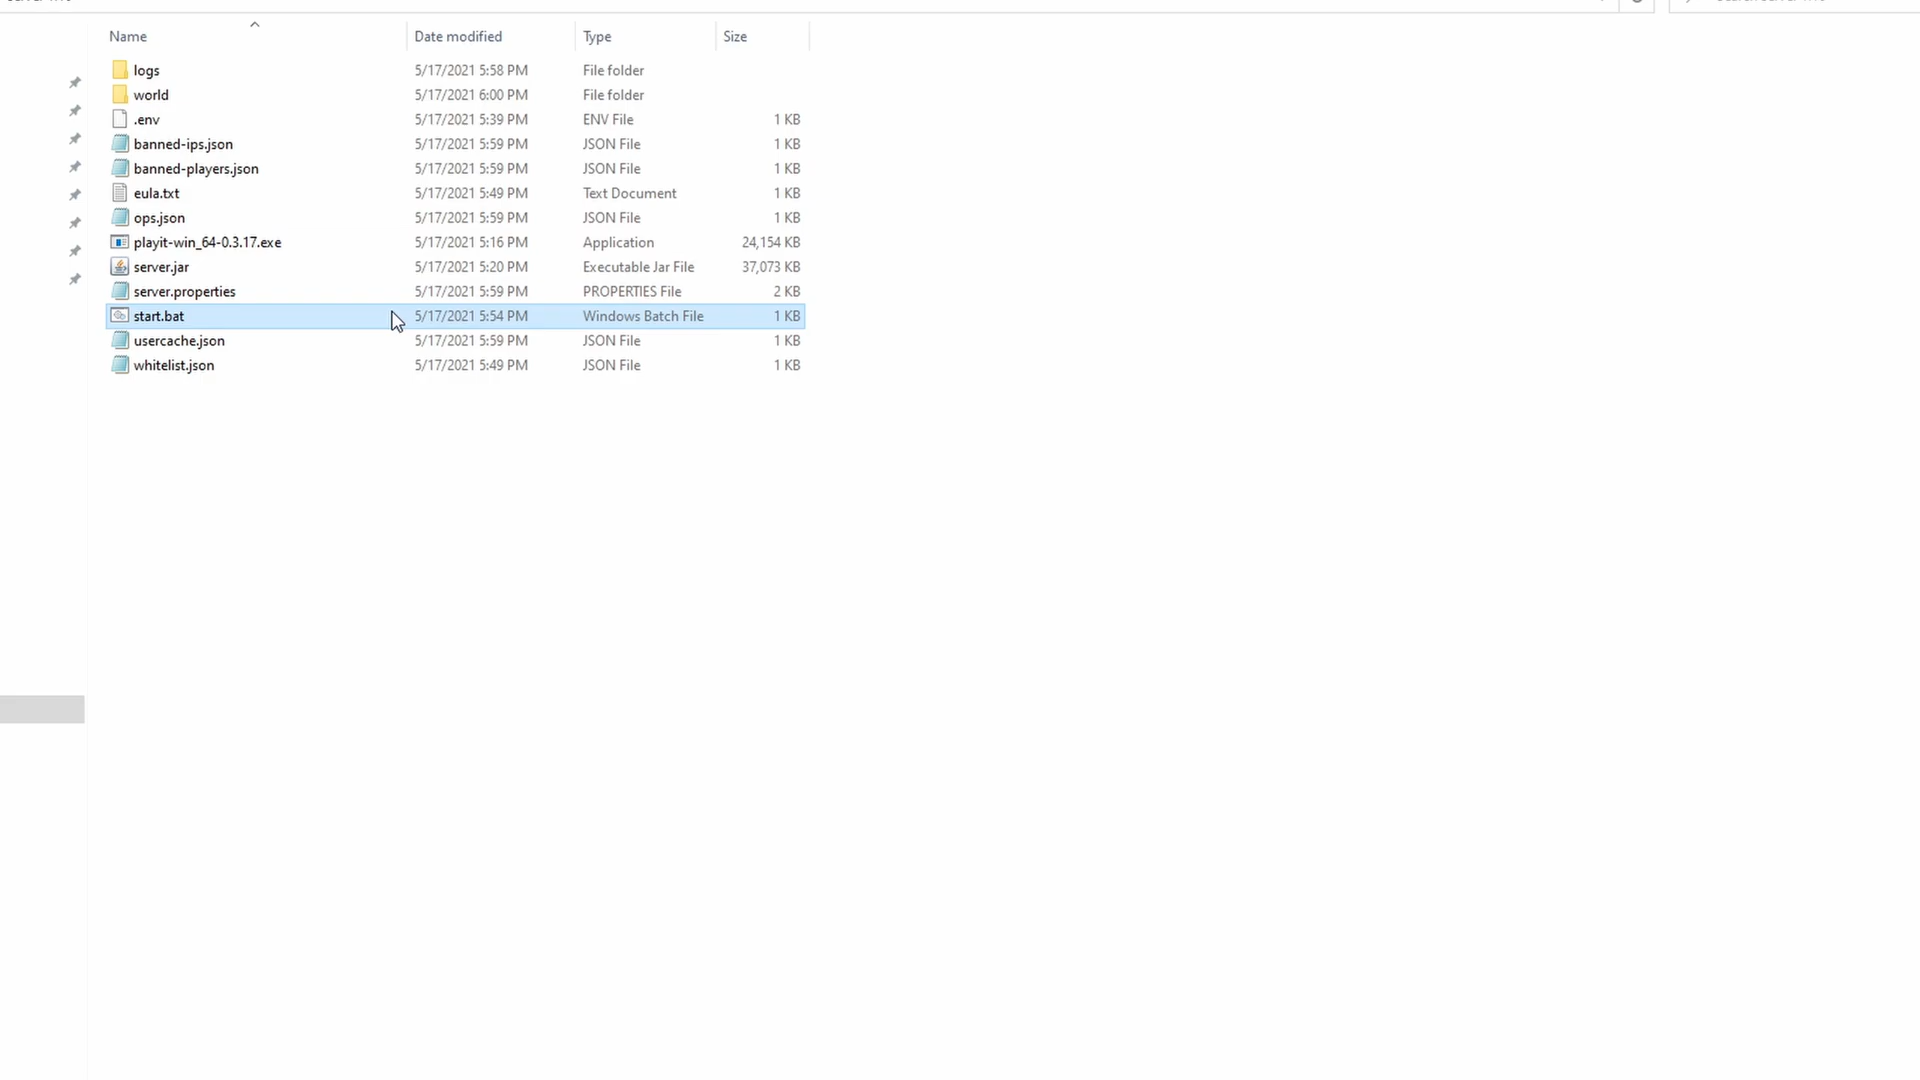 Name Date modified Type Size
logs 5/17/2021 5:58 PM File folder
world 5/17/2021 6:00 PM File folder
.env 5/17/2021 5:39 PM ENV File 1 KB
banned-ips.json 5/17/2021 5:59 PM JSON File 1 KB
banned-players.json 5/17/2021 5:59 PM JSON File 1 KB
eula.txt 5/17/2021 5:49 PM Text Document 1 KB
ops.json 5/17/2021 5:59 PM JSON File 1 KB
playit-win_64-0.3.17.exe 5/17/2021 5:16 PM Application 24,154 KB
server.jar 5/17/2021 5:20 PM Executable Jar File 37,073 KB
server.properties 5/17/2021 5:59 PM PROPERTIES File 2 KB
start.bat 5/17/2021 5:54 PM Windows Batch File 1 KB
usercache.json 5/17/2021 5:59 PM JSON File 1 KB
whitelist.json 5/17/2021 5:49 PM JSON File 1 KB